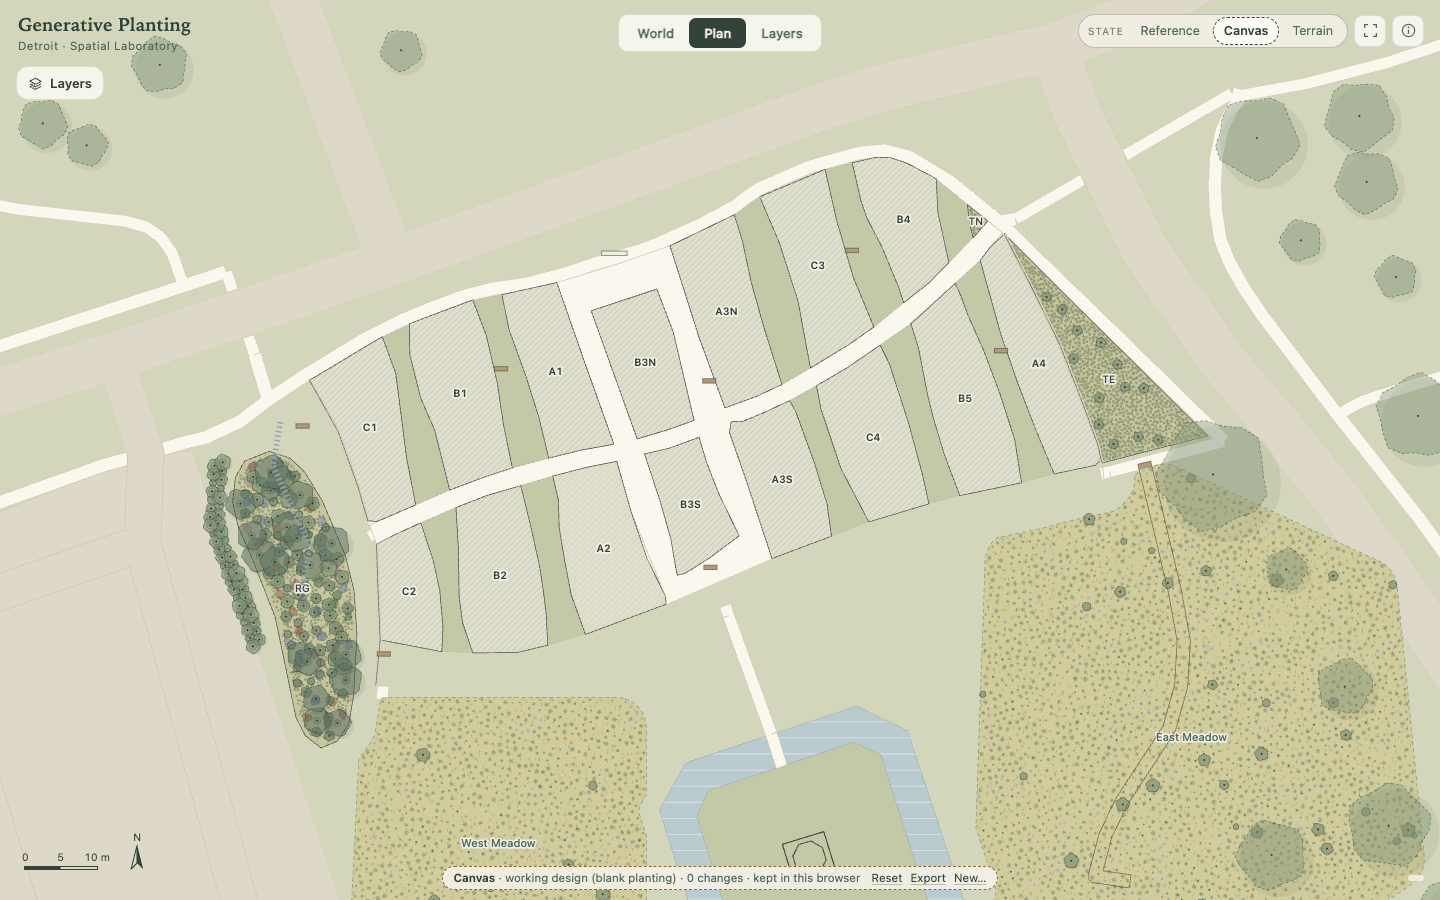 Generative Planting
Detroit · Spatial Laboratory
World
Plan
Layers
STATE
Reference
Canvas
Terrain
Layers
B4
TN
C3
A3N
B3N
A1
B1
A4
TE
B5
C1
C4
A3S
B3S
A2
B2
C2
RG
East Meadow
West Meadow
N
0 5 10 m
Canvas · working design (blank planting) · 0 changes · kept in this browser Reset Export New...